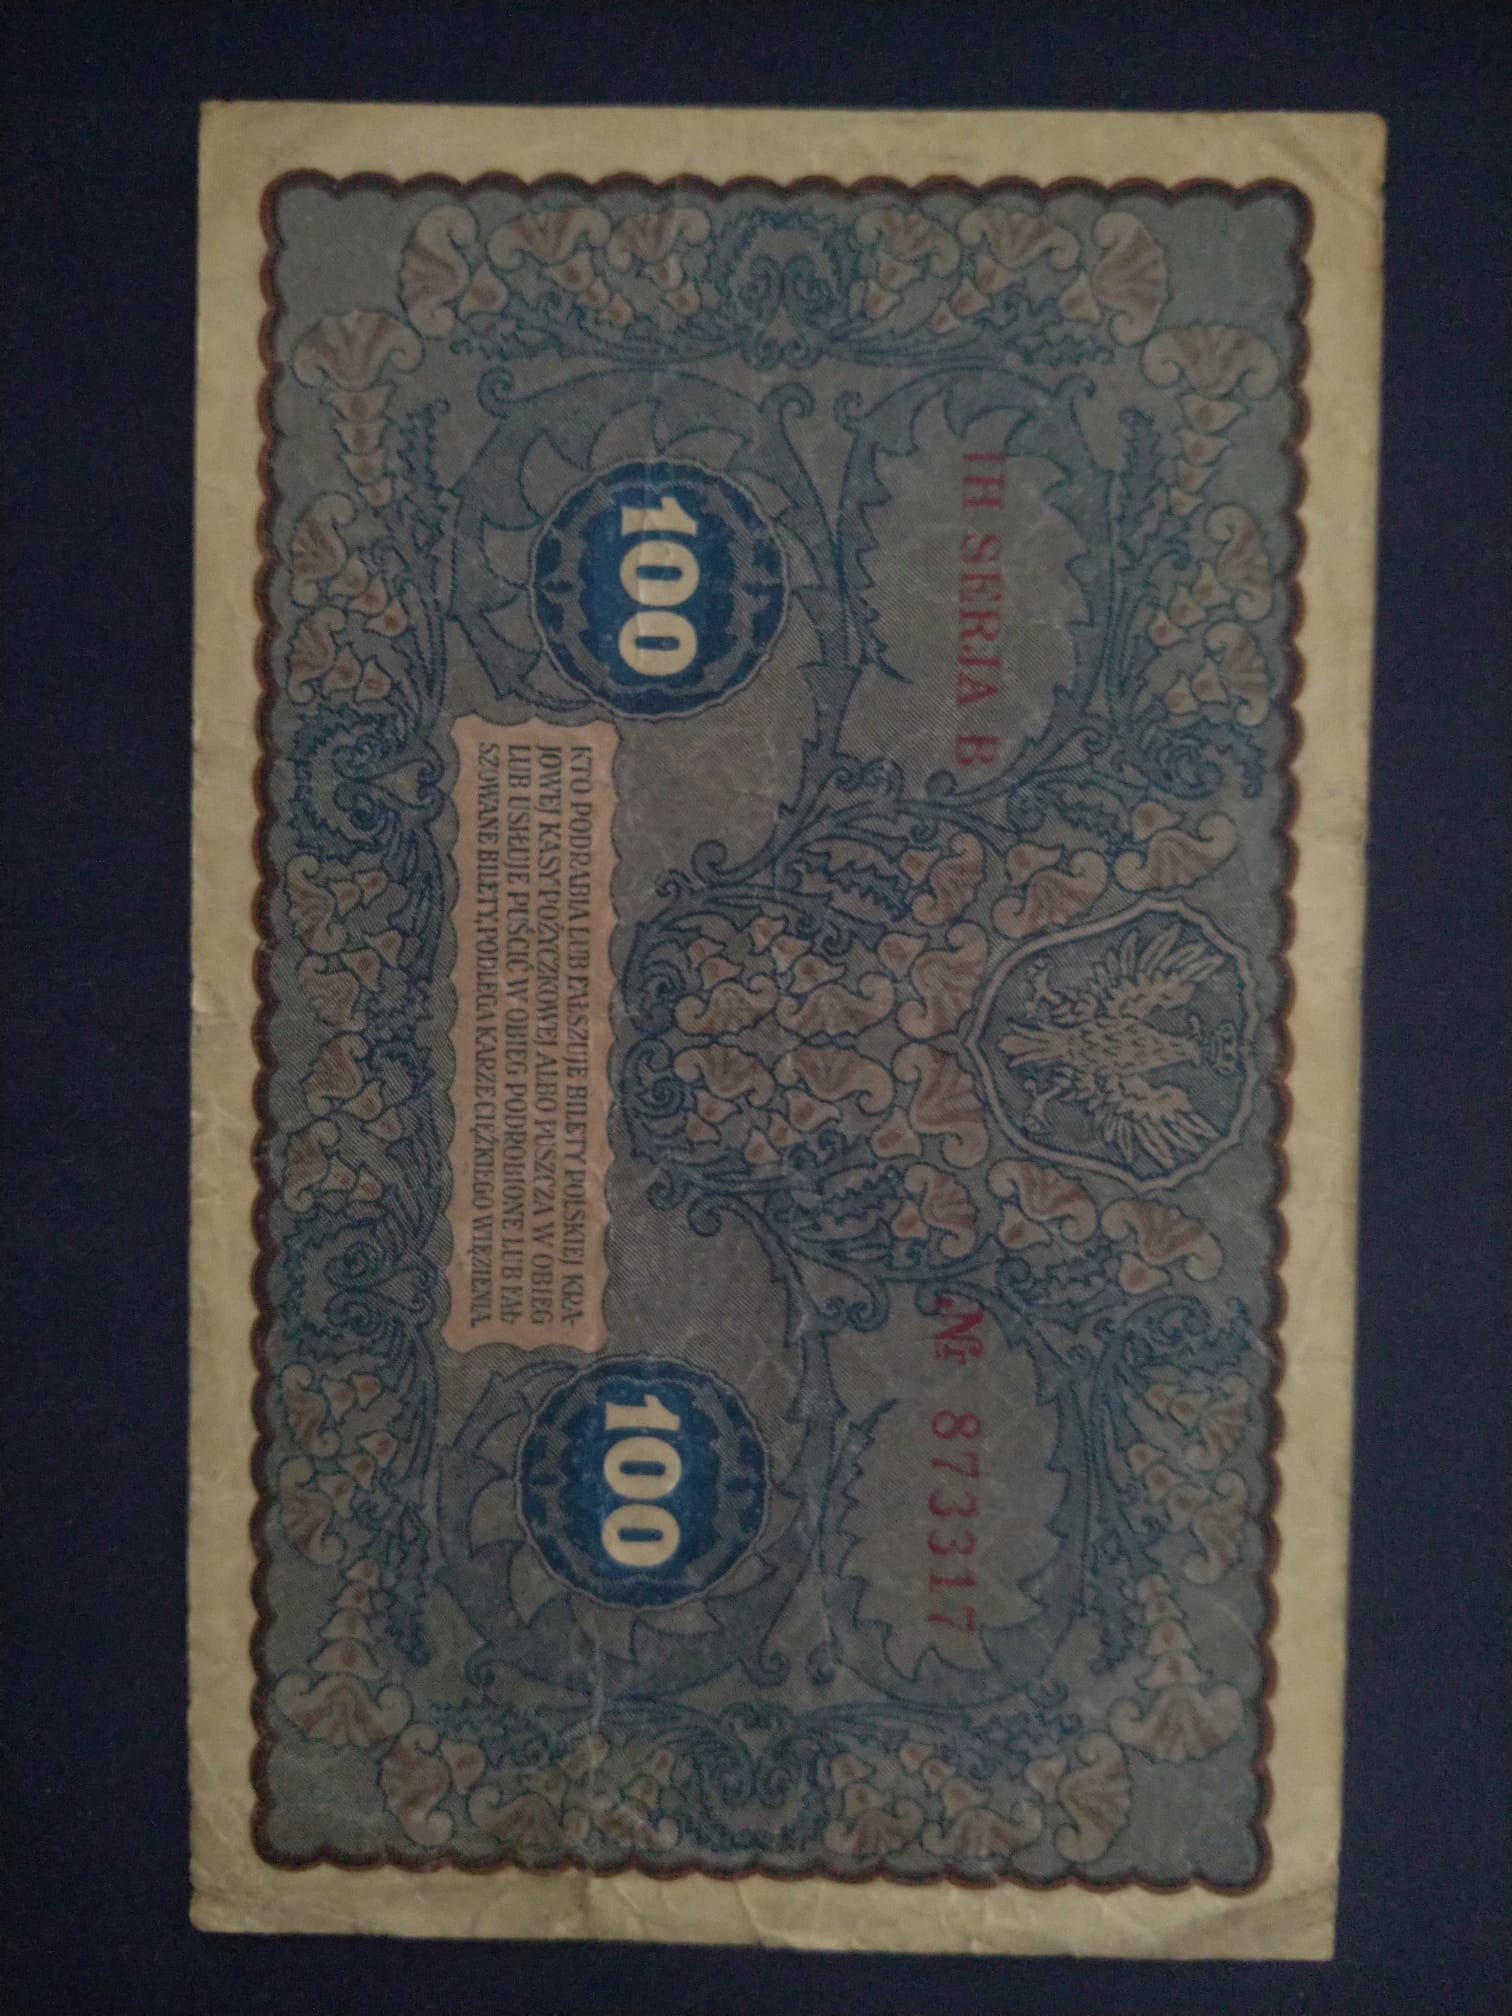 IH SERJA B
№ 873317
100
100
KTO PODRABIA LUB FAŁSZUJE BILETY POLSKIEJ KRA-
JOWEJ KASY POŻYCZKOWEJ ALBO PUSZCZA W OBIEG
LUB USIŁUJE PUŚCIĆ W OBIEG PODROBIONE LUB FAŁ-
SZOWANE BILETY, PODLEGA KARZE CIĘŻKIEGO WIĘZIENIA